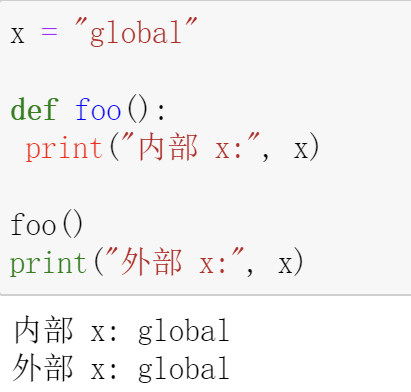 x = "global"
def foo():
 print("内部 x:", x)
foo()
print("外部 x:", x)
内部 x: global
外部 x: global